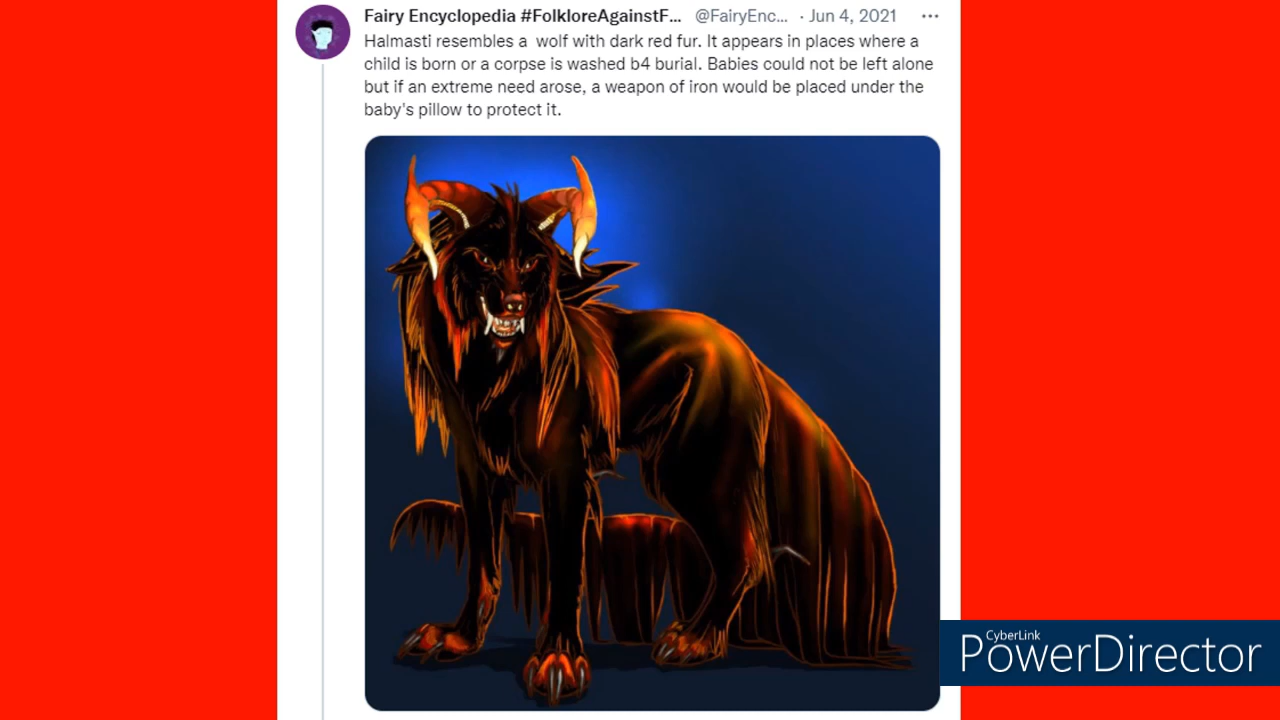 Fairy Encyclopedia #FolkloreAgainstF... @FairyEnc... · Jun 4, 2021 ...
Halmasti resembles a wolf with dark red fur. It appears in places where a
child is born or a corpse is washed b4 burial. Babies could not be left alone
but if an extreme need arose, a weapon of iron would be placed under the
baby's pillow to protect it.
CyberLink
PowerDirector